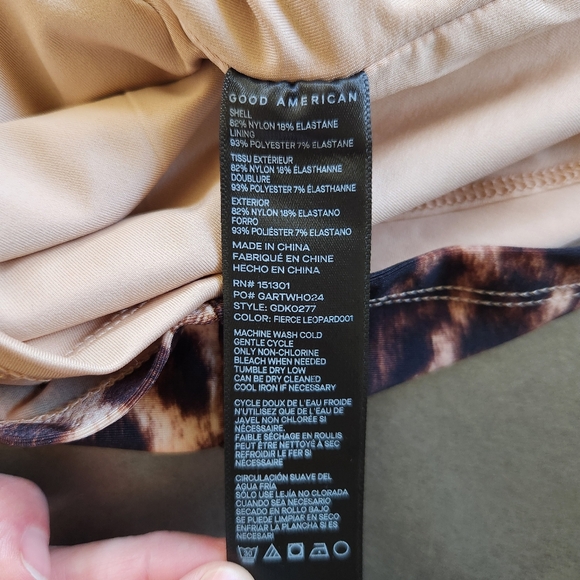 GOOD AMERICAN
SHELL
82% NYLON 18% ELASTANE
LINING
93% POLYESTER 7% ELASTANE
TISSU EXTÉRIEUR
82% NYLON 18% ÉLASTHANNE
DOUBLURE
93% POLYESTER 7% ÉLASTHANNE
EXTERIOR
82% NYLON 18% ELASTANO
FORRO
93% POLIÉSTER 7% ELASTANO
MADE IN CHINA
FABRIQUÉ EN CHINE
HECHO EN CHINA
RN# 151301
PO# GARTWHO24
STYLE: GDKO277
COLOR: FIERCE LEOPARD001
MACHINE WASH COLD
GENTLE CYCLE
ONLY NON-CHLORINE
BLEACH WHEN NEEDED
TUMBLE DRY LOW
CAN BE DRY CLEANED
COOL IRON IF NECESSARY
CYCLE DOUX DE L'EAU FROIDE
N'UTILISEZ QUE DE L'EAU DE
JAVEL NON CHLORÉE SI
NÉCESSAIRE.
FAIBLE SÉCHAGE EN ROULIS
PEUT ÊTRE NETTOYÉ À SEC
REFROIDIR LE FER SI
NÉCESSAIRE
CIRCULACIÓN SUAVE DEL
AGUA FRIA
SÓLO USE LEJÍA NO CLORADA
CUANDO SEA NECESARIO
SECADO EN ROLLO BAJO
SE PUEDE LIMPIAR EN SECO
ENFRIAR LA PLANCHA SI ES
NECESARI